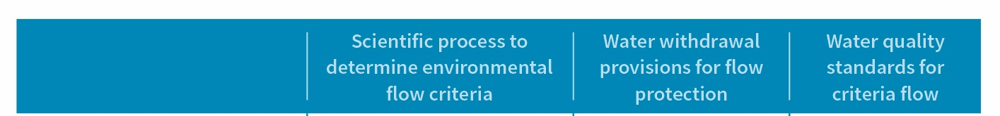 Scientific process to
determine environmental
flow criteria
Water withdrawal
provisions for flow
protection
Water quality
standards for
criteria flow